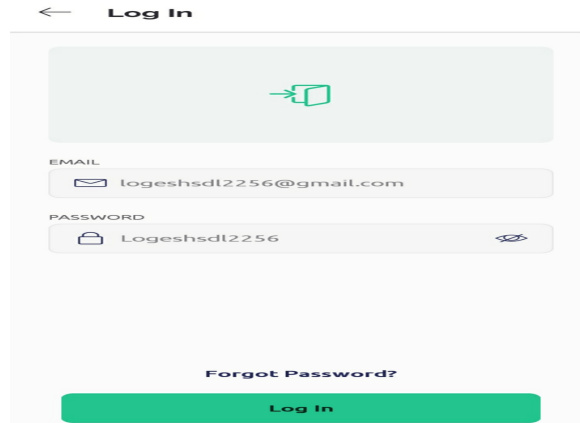 Log In
EMAIL
logeshsdl2256@gmail.com
PASSWORD
Logeshsdl2256
Forgot Password?
Log In